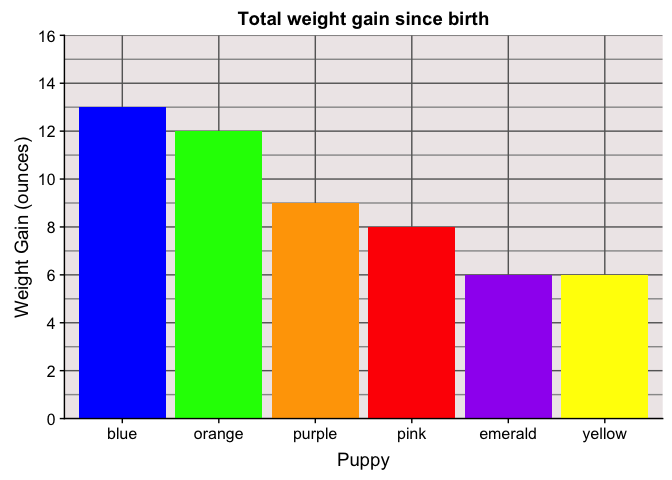 Total weight gain since birth
Weight Gain (ounces)
16
14
12
10
8
6
4
2
0
blue orange purple pink emerald yellow
Puppy